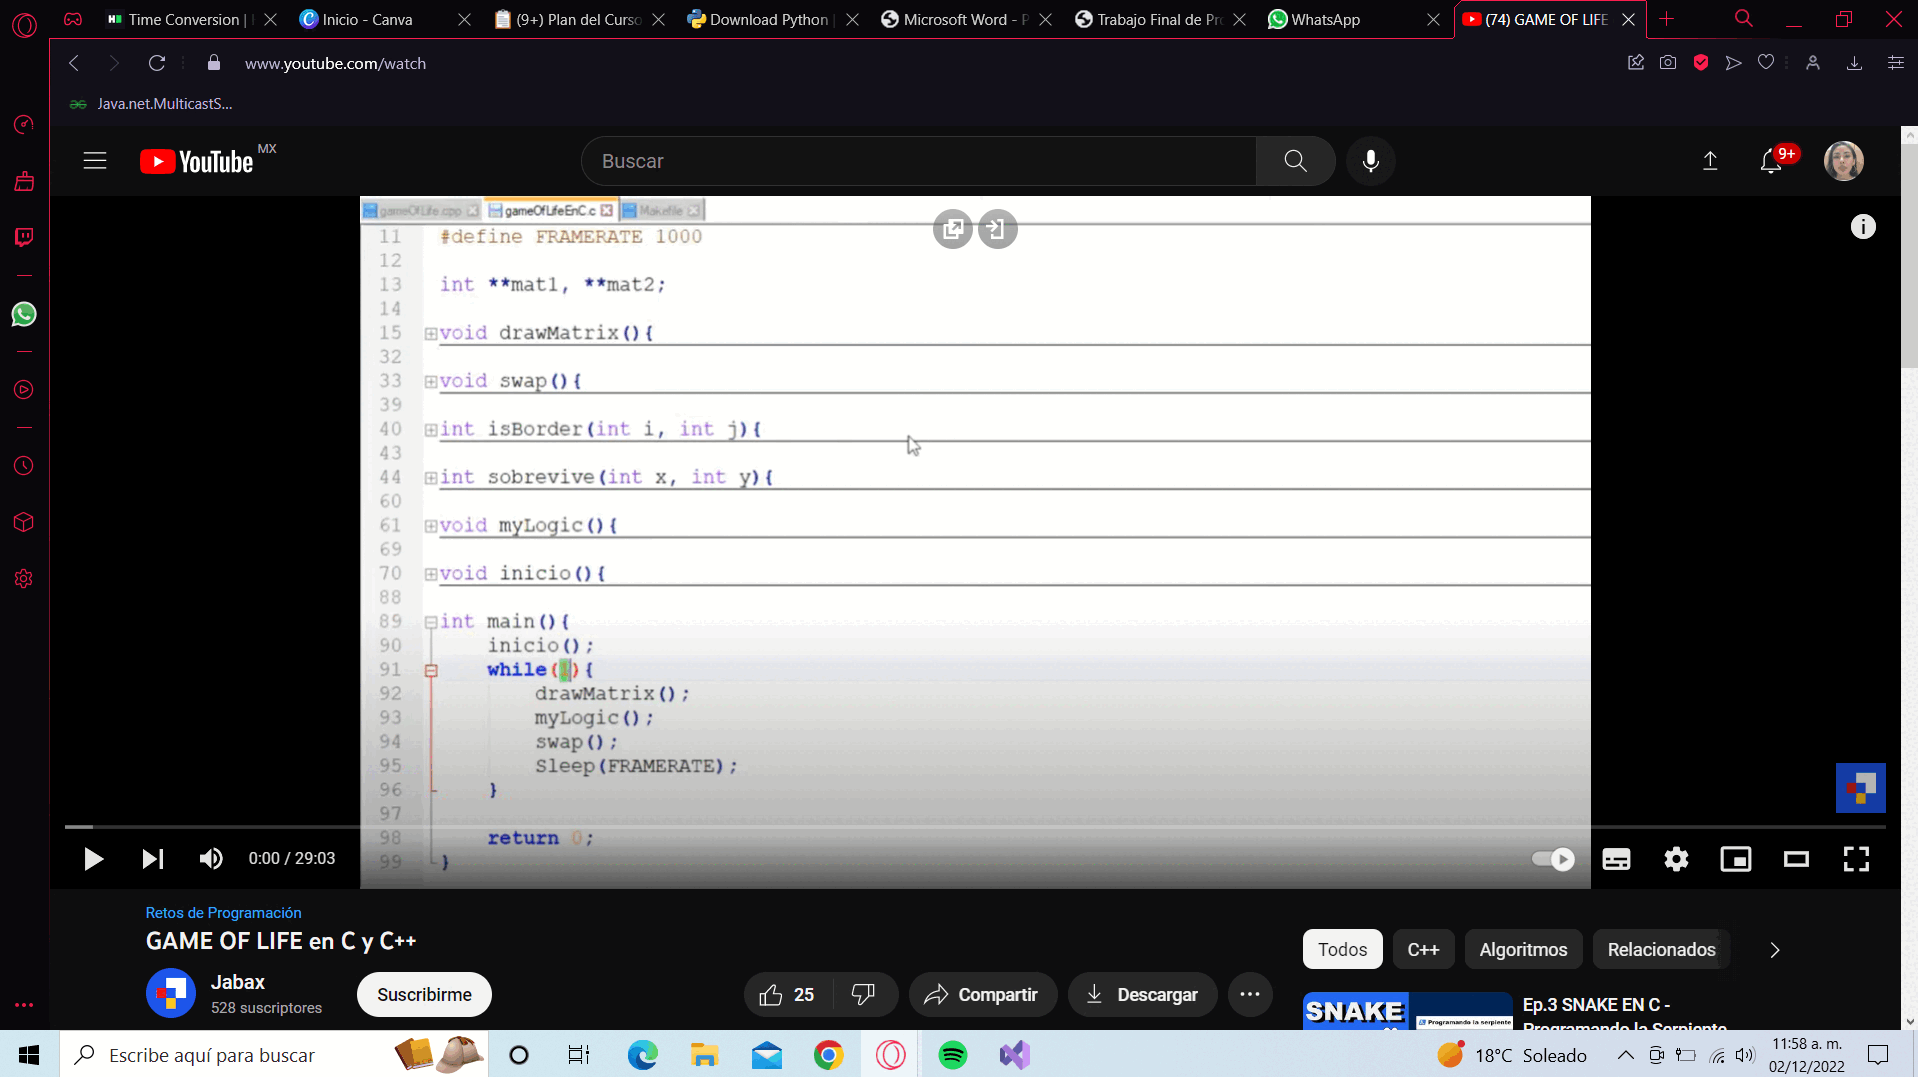 Time Conversion |
Inicio - Canva
(9+) Plan del Curso
Download Python |
Microsoft Word - P
Trabajo Final de Pro
WhatsApp
(74) GAME OF LIFE
www.youtube.com/watch
Java.net.MulticastS...
YouTube MX
Buscar
9+
gameOfLife.cpp
gameOfLifeEnC.c
Makefile
11 #define FRAMERATE 1000
12
13 int **mat1, **mat2;
14
15 void drawMatrix(){
32
33 void swap(){
39
40 int isBorder(int i, int j){
43
44 int sobrevive(int x, int y){
60
61 void myLogic(){
69
70 void inicio(){
88
89 int main(){
90 inicio();
91 while(1){
92 drawMatrix();
93 myLogic();
94 swap();
95 Sleep(FRAMERATE);
96 }
97
98 return 0;
99 }
0:00 / 29:03
Retos de Programación
GAME OF LIFE en C y C++
Jabax
528 suscriptores
Suscribirme
25
Compartir
Descargar
Todos
C++
Algoritmos
Relacionados
SNAKE
Programando la serpiente
Ep.3 SNAKE EN C -
Programando la Serpiente
Escribe aquí para buscar
18°C Soleado
11:58 a. m.
02/12/2022